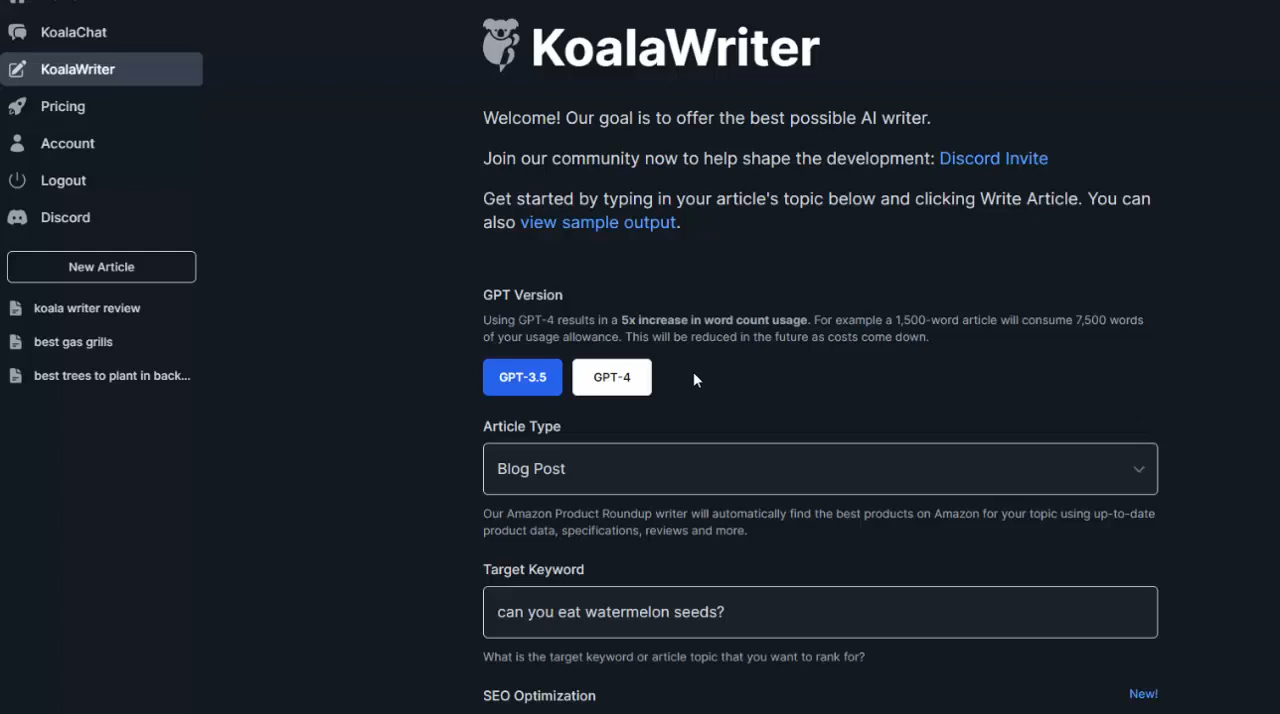 KoalaChat
KoalaWriter
Pricing
Account
Logout
Discord
New Article
koala writer review
best gas grills
best trees to plant in back...
KoalaWriter
Welcome! Our goal is to offer the best possible AI writer.
Join our community now to help shape the development: Discord Invite
Get started by typing in your article's topic below and clicking Write Article. You can
also view sample output.
GPT Version
Using GPT-4 results in a 5x increase in word count usage. For example a 1,500-word article will consume 7,500 words
of your usage allowance. This will be reduced in the future as costs come down.
GPT-3.5 GPT-4
Article Type
Blog Post
Our Amazon Product Roundup writer will automatically find the best products on Amazon for your topic using up-to-date
product data, specifications, reviews and more.
Target Keyword
can you eat watermelon seeds?
What is the target keyword or article topic that you want to rank for?
SEO Optimization New!